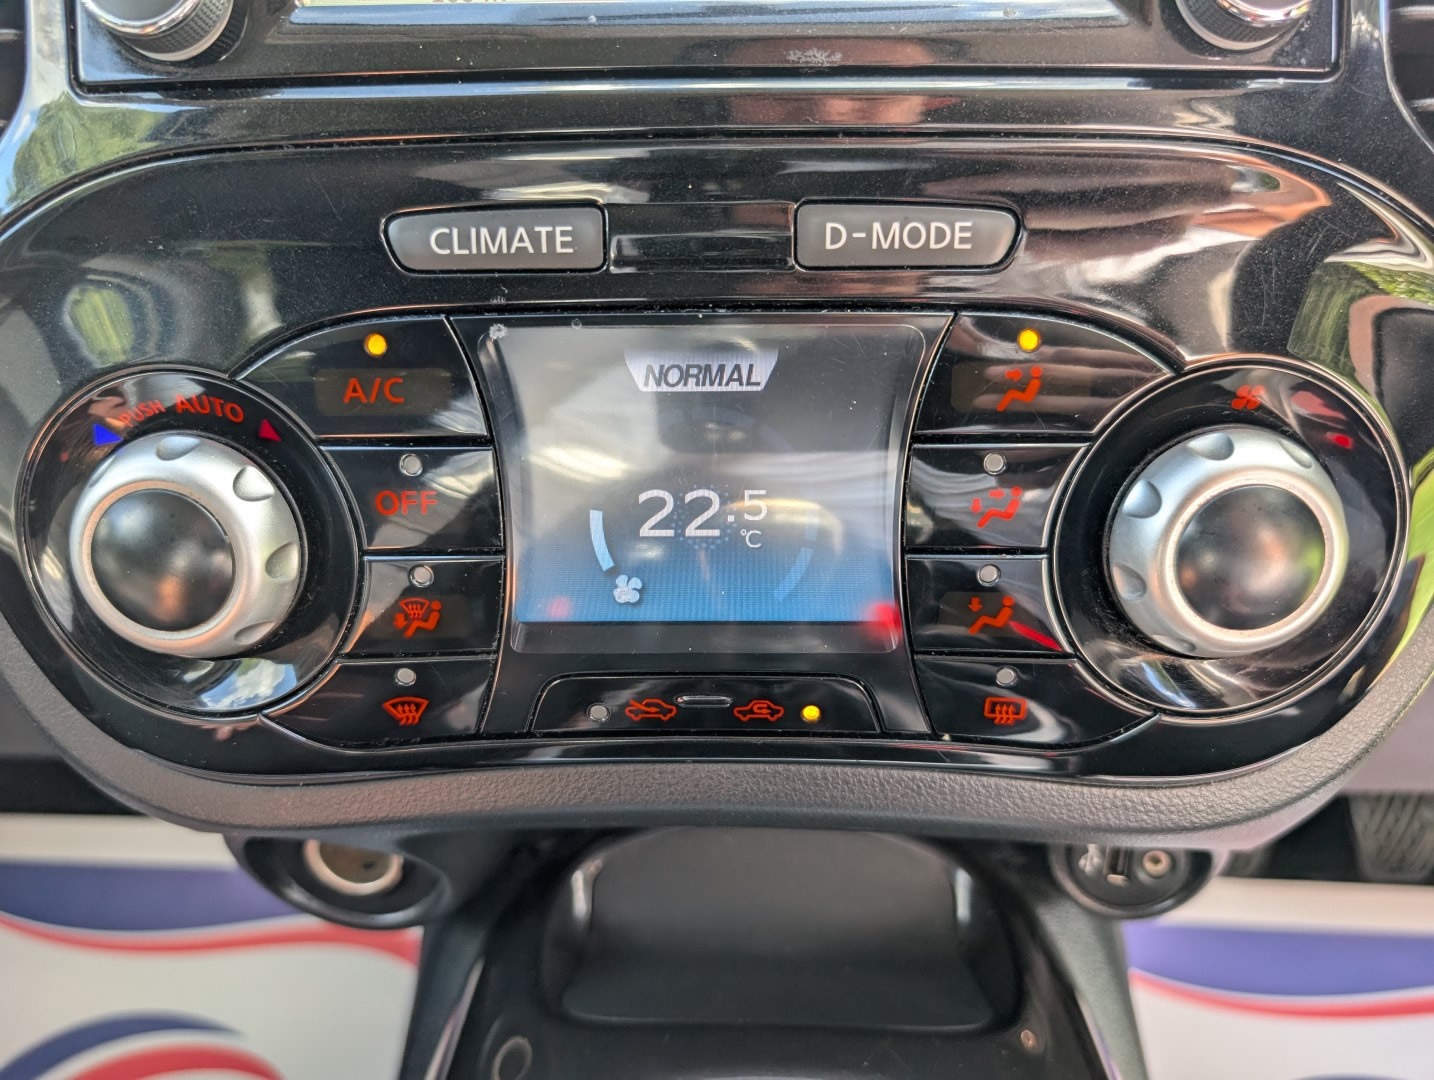 CLIMATE
D-MODE
A/C
NORMAL
PUSH AUTO
OFF
22.5
°C